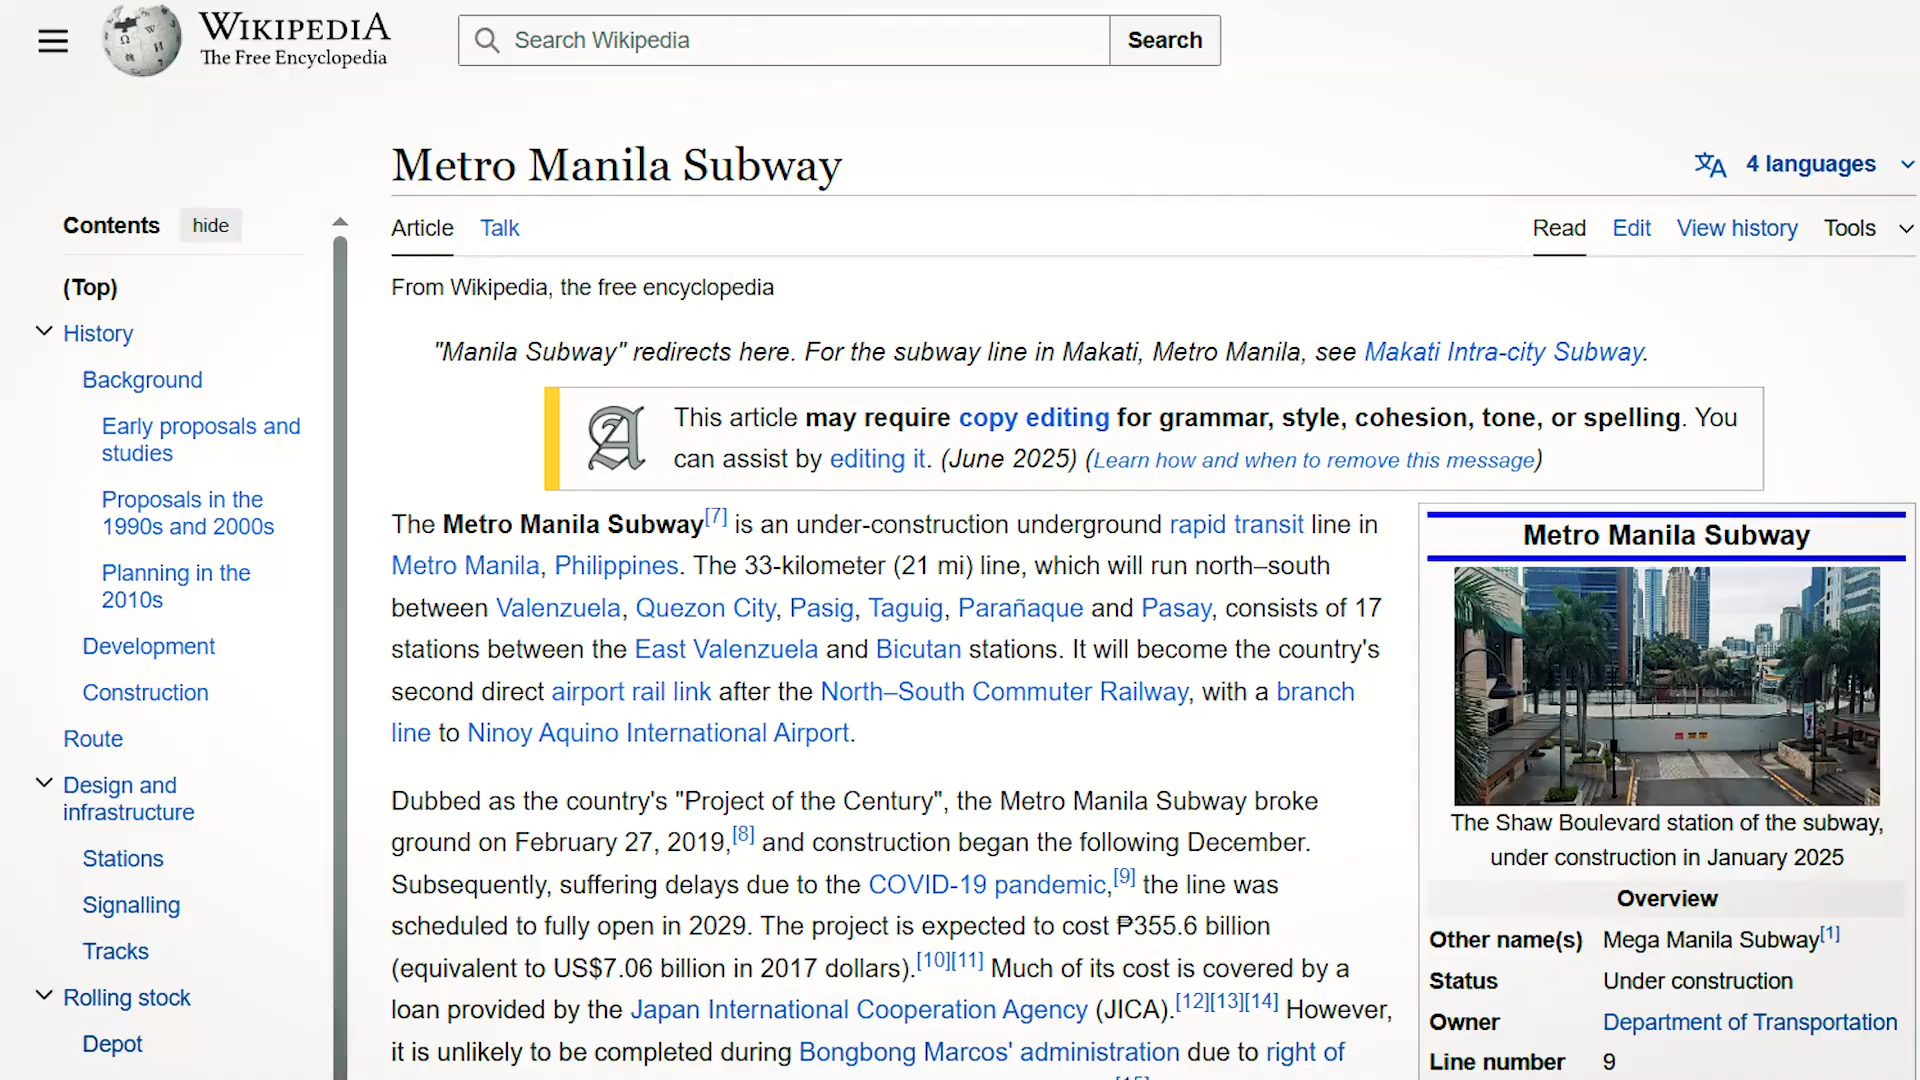 WIKIPEDIA
The Free Encyclopedia
Search Wikipedia
Search
Metro Manila Subway
4 languages
Contents
hide
(Top)
History
Background
Early proposals and
studies
Proposals in the
1990s and 2000s
Planning in the
2010s
Development
Construction
Route
Design and
infrastructure
Stations
Signalling
Tracks
Rolling stock
Depot
Article
Talk
Read
Edit
View history
Tools
From Wikipedia, the free encyclopedia
"Manila Subway" redirects here. For the subway line in Makati, Metro Manila, see Makati Intra-city Subway.
This article may require copy editing for grammar, style, cohesion, tone, or spelling. You
can assist by editing it. (June 2025) (Learn how and when to remove this message)
The Metro Manila Subway[7] is an under-construction underground rapid transit line in
Metro Manila, Philippines. The 33-kilometer (21 mi) line, which will run north–south
between Valenzuela, Quezon City, Pasig, Taguig, Parañaque and Pasay, consists of 17
stations between the East Valenzuela and Bicutan stations. It will become the country's
second direct airport rail link after the North–South Commuter Railway, with a branch
line to Ninoy Aquino International Airport.
Dubbed as the country's "Project of the Century", the Metro Manila Subway broke
ground on February 27, 2019,[8] and construction began the following December.
Subsequently, suffering delays due to the COVID-19 pandemic,[9] the line was
scheduled to fully open in 2029. The project is expected to cost ₱355.6 billion
(equivalent to US$7.06 billion in 2017 dollars).[10][11] Much of its cost is covered by a
loan provided by the Japan International Cooperation Agency (JICA).[12][13][14] However,
it is unlikely to be completed during Bongbong Marcos' administration due to right of
Metro Manila Subway
The Shaw Boulevard station of the subway,
under construction in January 2025
Overview
Other name(s) Mega Manila Subway[1]
Status Under construction
Owner Department of Transportation
Line number 9